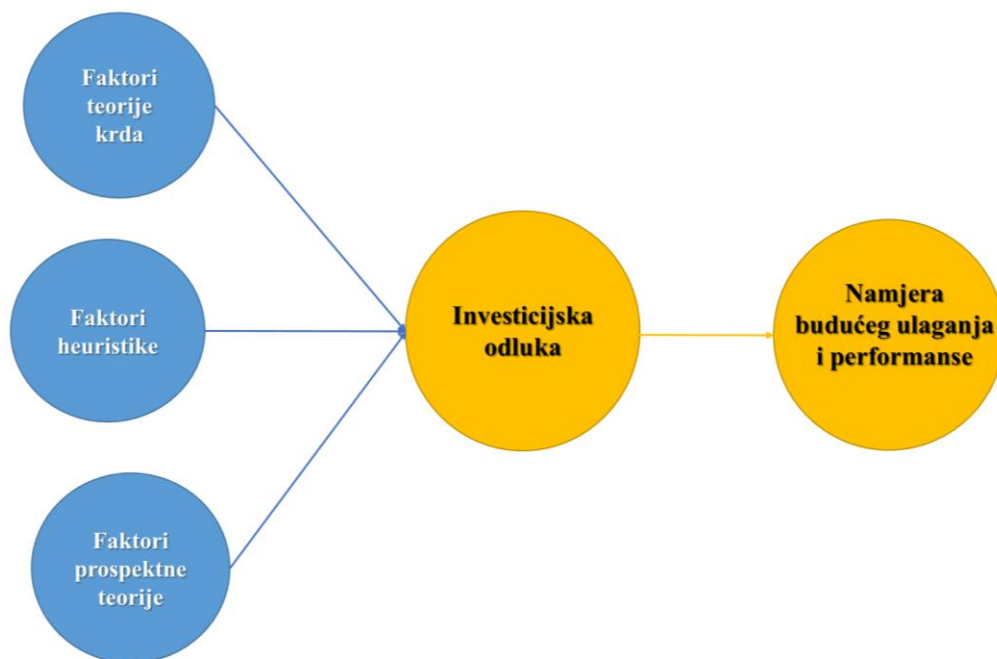 Faktori
teorije
krda
Faktori
heuristike
Faktori
prospektne
teorije
Investicijska
odluka
Namjera
budućeg ulaganja
i performanse